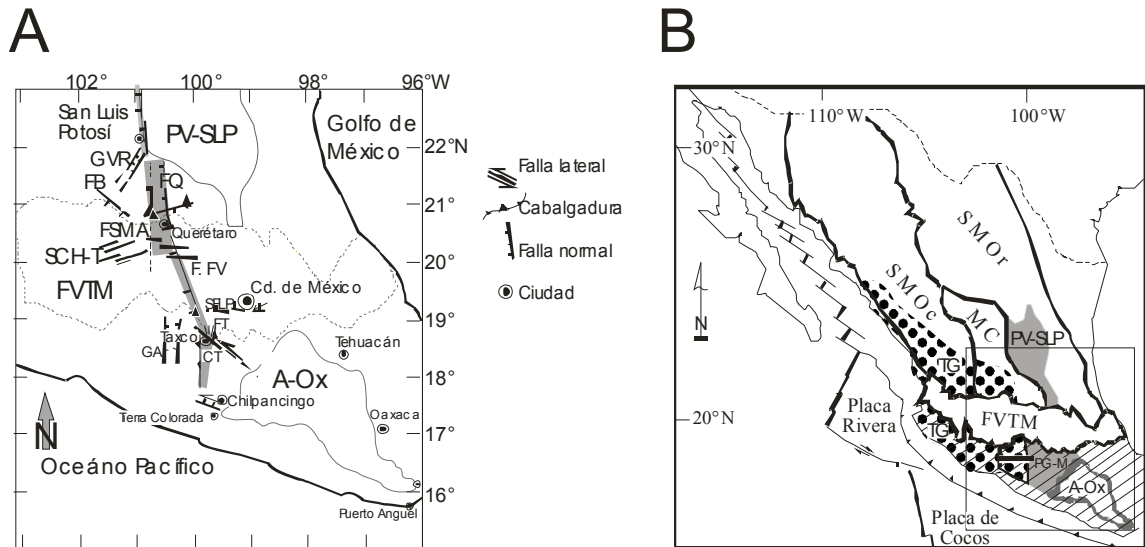 A
102°
100°
98°
96°W
San Luis
Potosí
PV-SLP
Golfo de
México
22°N
GVR
FB
FQ
21°
FSMA
Querétaro
SCH-T
20°
F. FV
FVTM
Cd. de México
19°
FT
Taxco
Tehuacán
GA
CT
18°
A-Ox
Chilpancingo
Tierra Colorada
Oaxaca
17°
N
Oceáno Pacífico
16°
Puerto Anguel
Falla lateral
Cabalgadura
Falla normal
Ciudad
B
110°W
100°W
30°N
SMOr
SMOc
MC
N
PV-SLP
TG
Placa
Rivera
20°N
FVTM
TG
PG-M
A-Ox
Placa de
Cocos